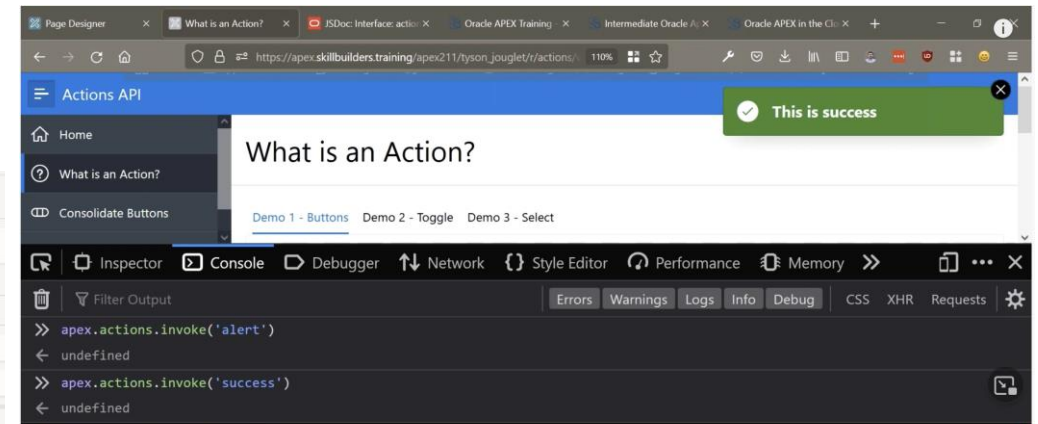 Page Designer
What is an Action?
JSDoc: Interface: action
Oracle APEX Training -
Intermediate Oracle
Oracle APEX in the
https://apex.skillbuilders.training/apex211/tyson_jouglet/r/actions/
110%
Actions API
This is success
Home
What is an Action?
Consolidate Buttons
What is an Action?
Demo 1 - Buttons Demo 2 - Toggle Demo 3 - Select
Inspector Console Debugger Network {} Style Editor Performance Memory
Filter Output
Errors Warnings Logs Info Debug CSS XHR Requests
apex.actions.invoke('alert')
undefined
apex.actions.invoke('success')
undefined